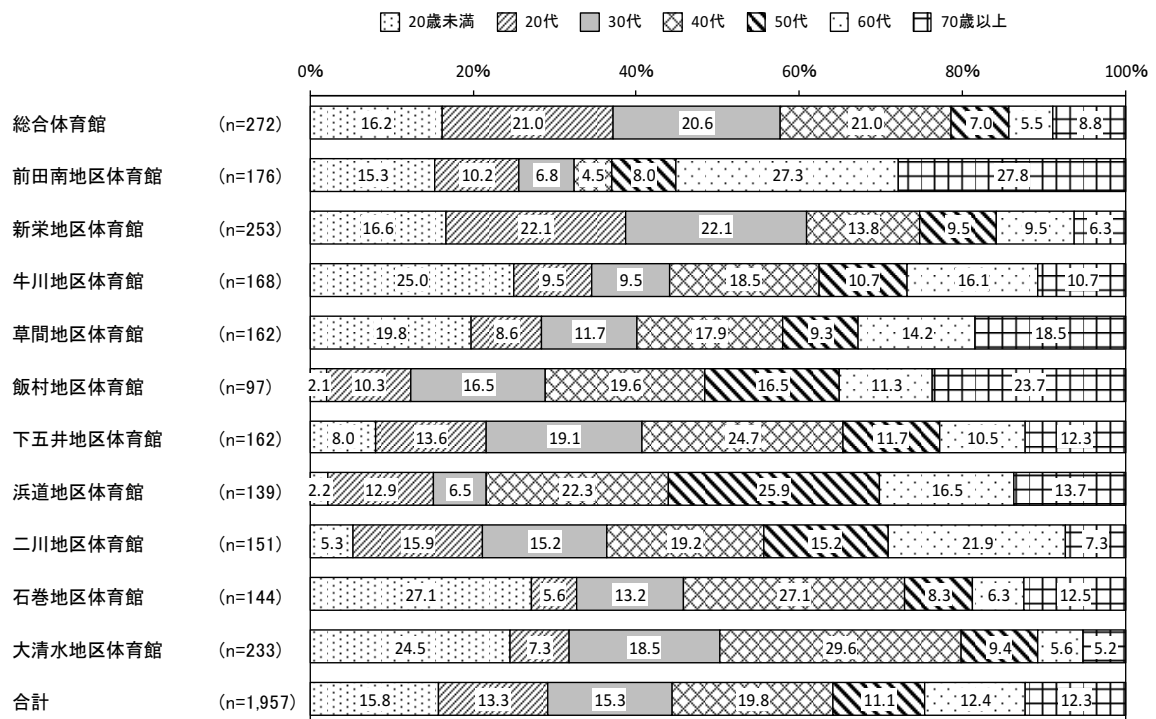 20歳未満 20代 30代 40代 50代 60代 70歳以上
0% 20% 40% 60% 80% 100%
総合体育館 (n=272) 16.2 21.0 20.6 21.0 7.0 5.5 8.8
前田南地区体育館 (n=176) 15.3 10.2 6.8 4.5 8.0 27.3 27.8
新栄地区体育館 (n=253) 16.6 22.1 22.1 13.8 9.5 9.5 6.3
牛川地区体育館 (n=168) 25.0 9.5 9.5 18.5 10.7 16.1 10.7
草間地区体育館 (n=162) 19.8 8.6 11.7 17.9 9.3 14.2 18.5
飯村地区体育館 (n=97) 2.1 10.3 16.5 19.6 16.5 11.3 23.7
下五井地区体育館 (n=162) 8.0 13.6 19.1 24.7 11.7 10.5 12.3
浜道地区体育館 (n=139) 2.2 12.9 6.5 22.3 25.9 16.5 13.7
二川地区体育館 (n=151) 5.3 15.9 15.2 19.2 15.2 21.9 7.3
石巻地区体育館 (n=144) 27.1 5.6 13.2 27.1 8.3 6.3 12.5
大清水地区体育館 (n=233) 24.5 7.3 18.5 29.6 9.4 5.6 5.2
合計 (n=1,957) 15.8 13.3 15.3 19.8 11.1 12.4 12.3